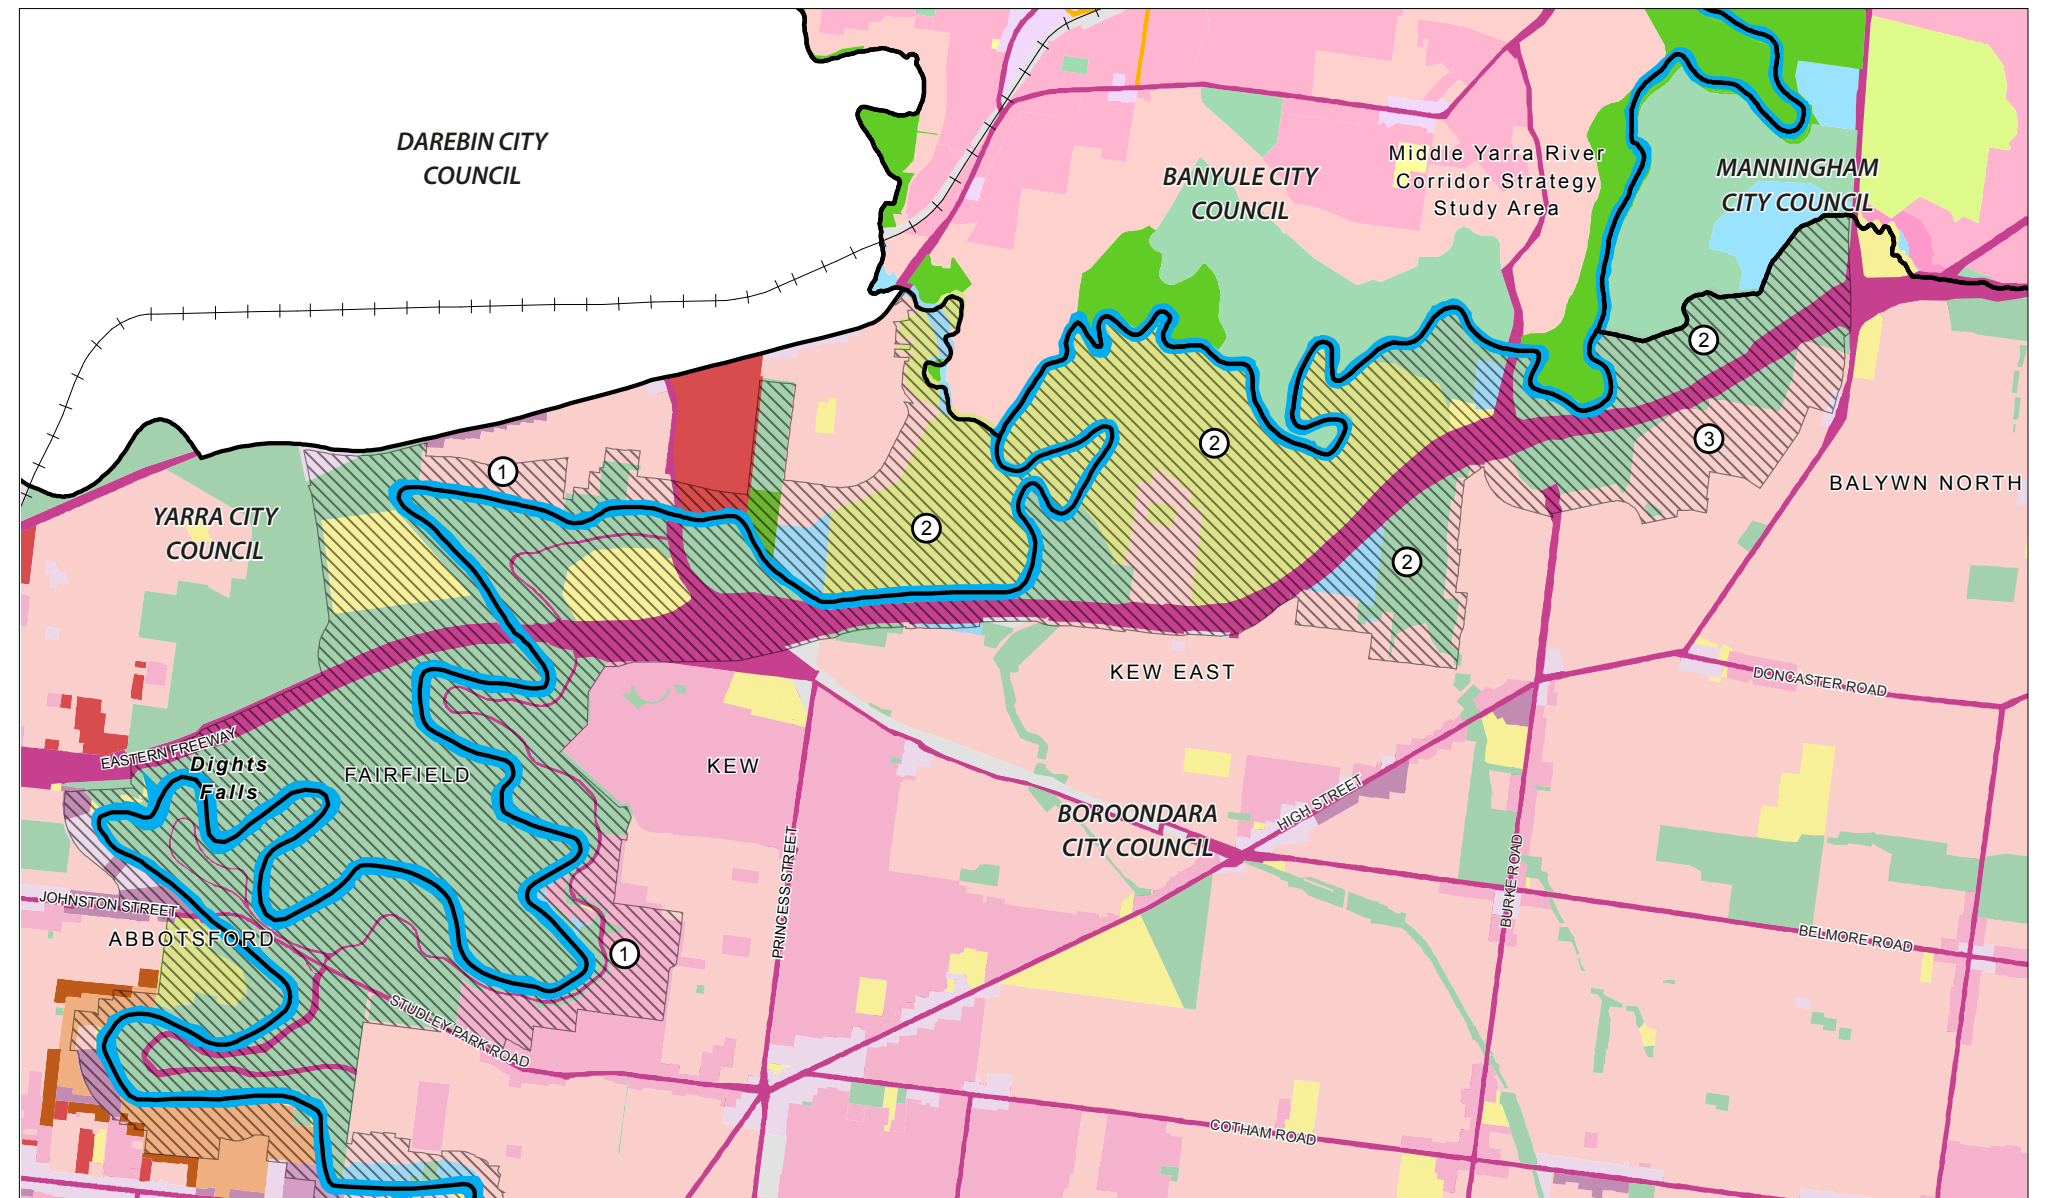 DAREBIN CITY
COUNCIL
BANYULE CITY
COUNCIL
Middle Yarra River
Corridor Strategy
Study Area
MANNINGHAM
CITY COUNCIL
2
3
1
2
2
BALYWN NORTH
YARRA CITY
COUNCIL
2
KEW EAST
DONCASTER ROAD
EASTERN FREEWAY
Dights
Falls
FAIRFIELD
KEW
BOROONDARA
CITY COUNCIL
HIGH STREET
PRINCESS STREET
BURKE ROAD
JOHNSTON STREET
ABBOTSFORD
BELMORE ROAD
1
STUDLEY PARK ROAD
COTHAM ROAD